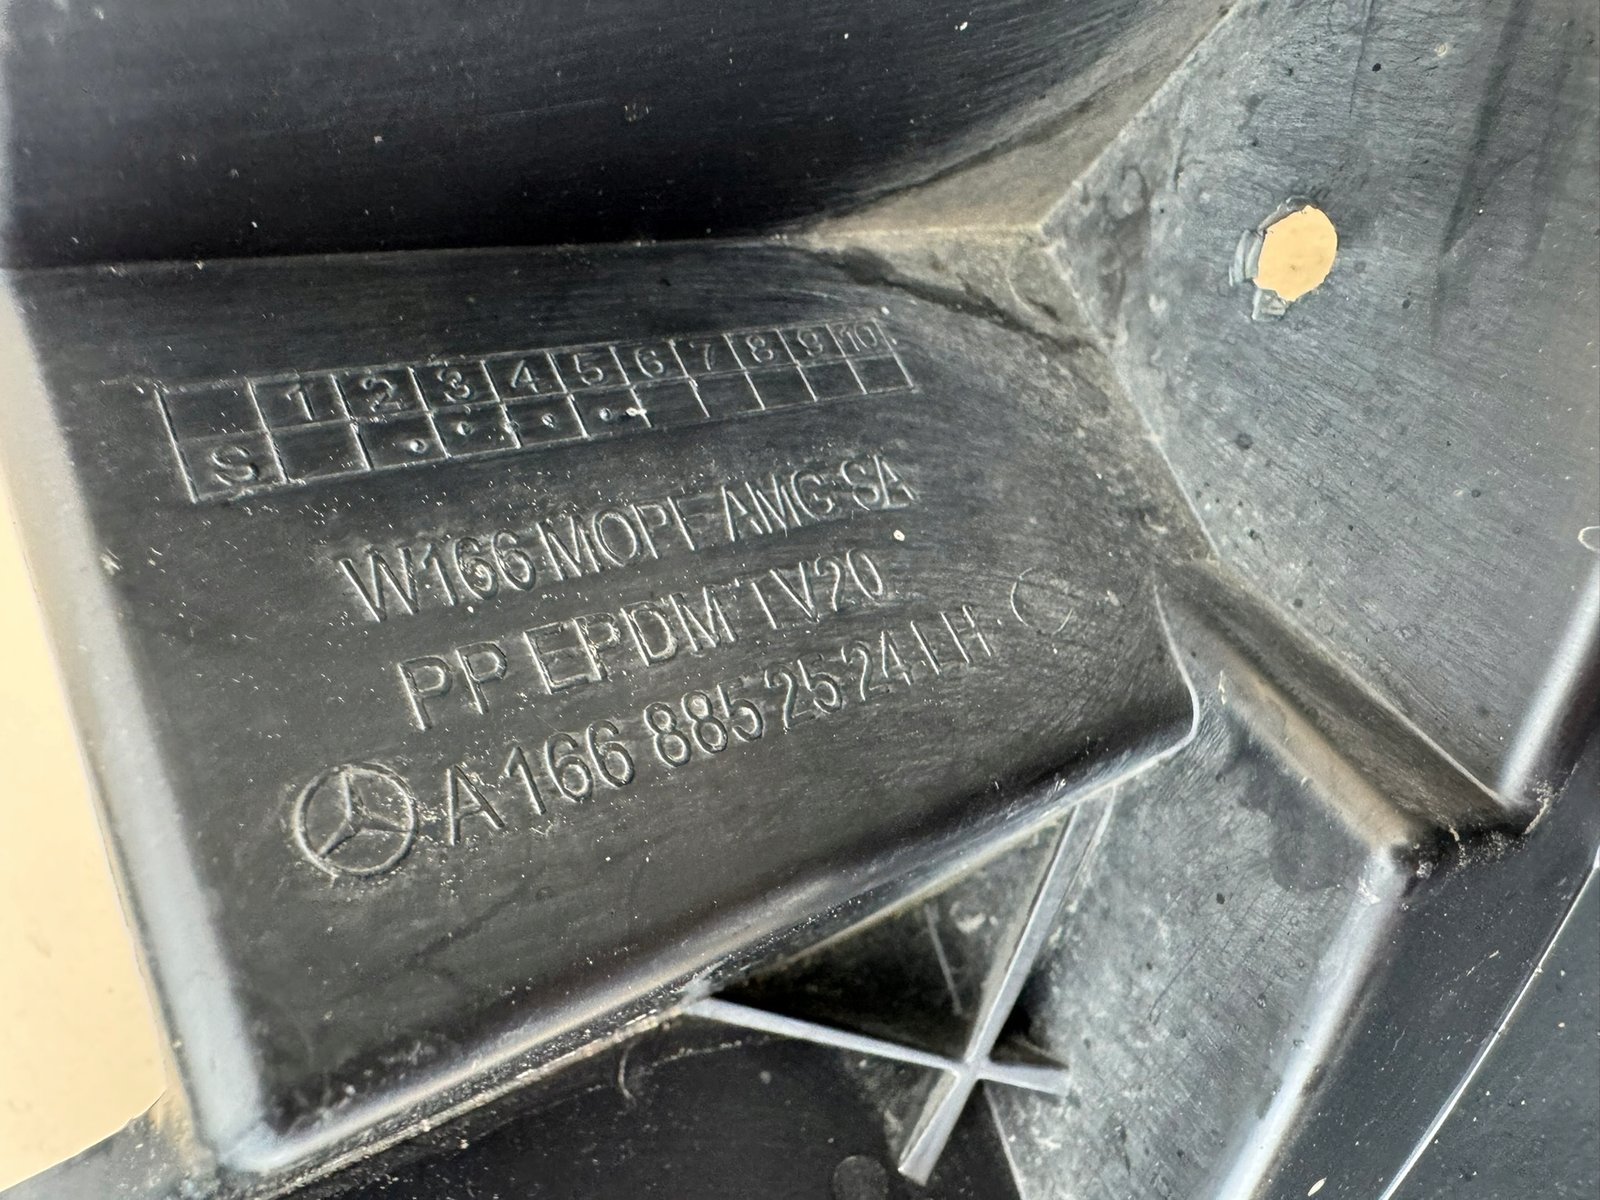 1 2 3 4 5 6 7 8 9 10
S
W166 MOPF AMG SA
PP EPDM TV20
A 166 885 25 24 LH